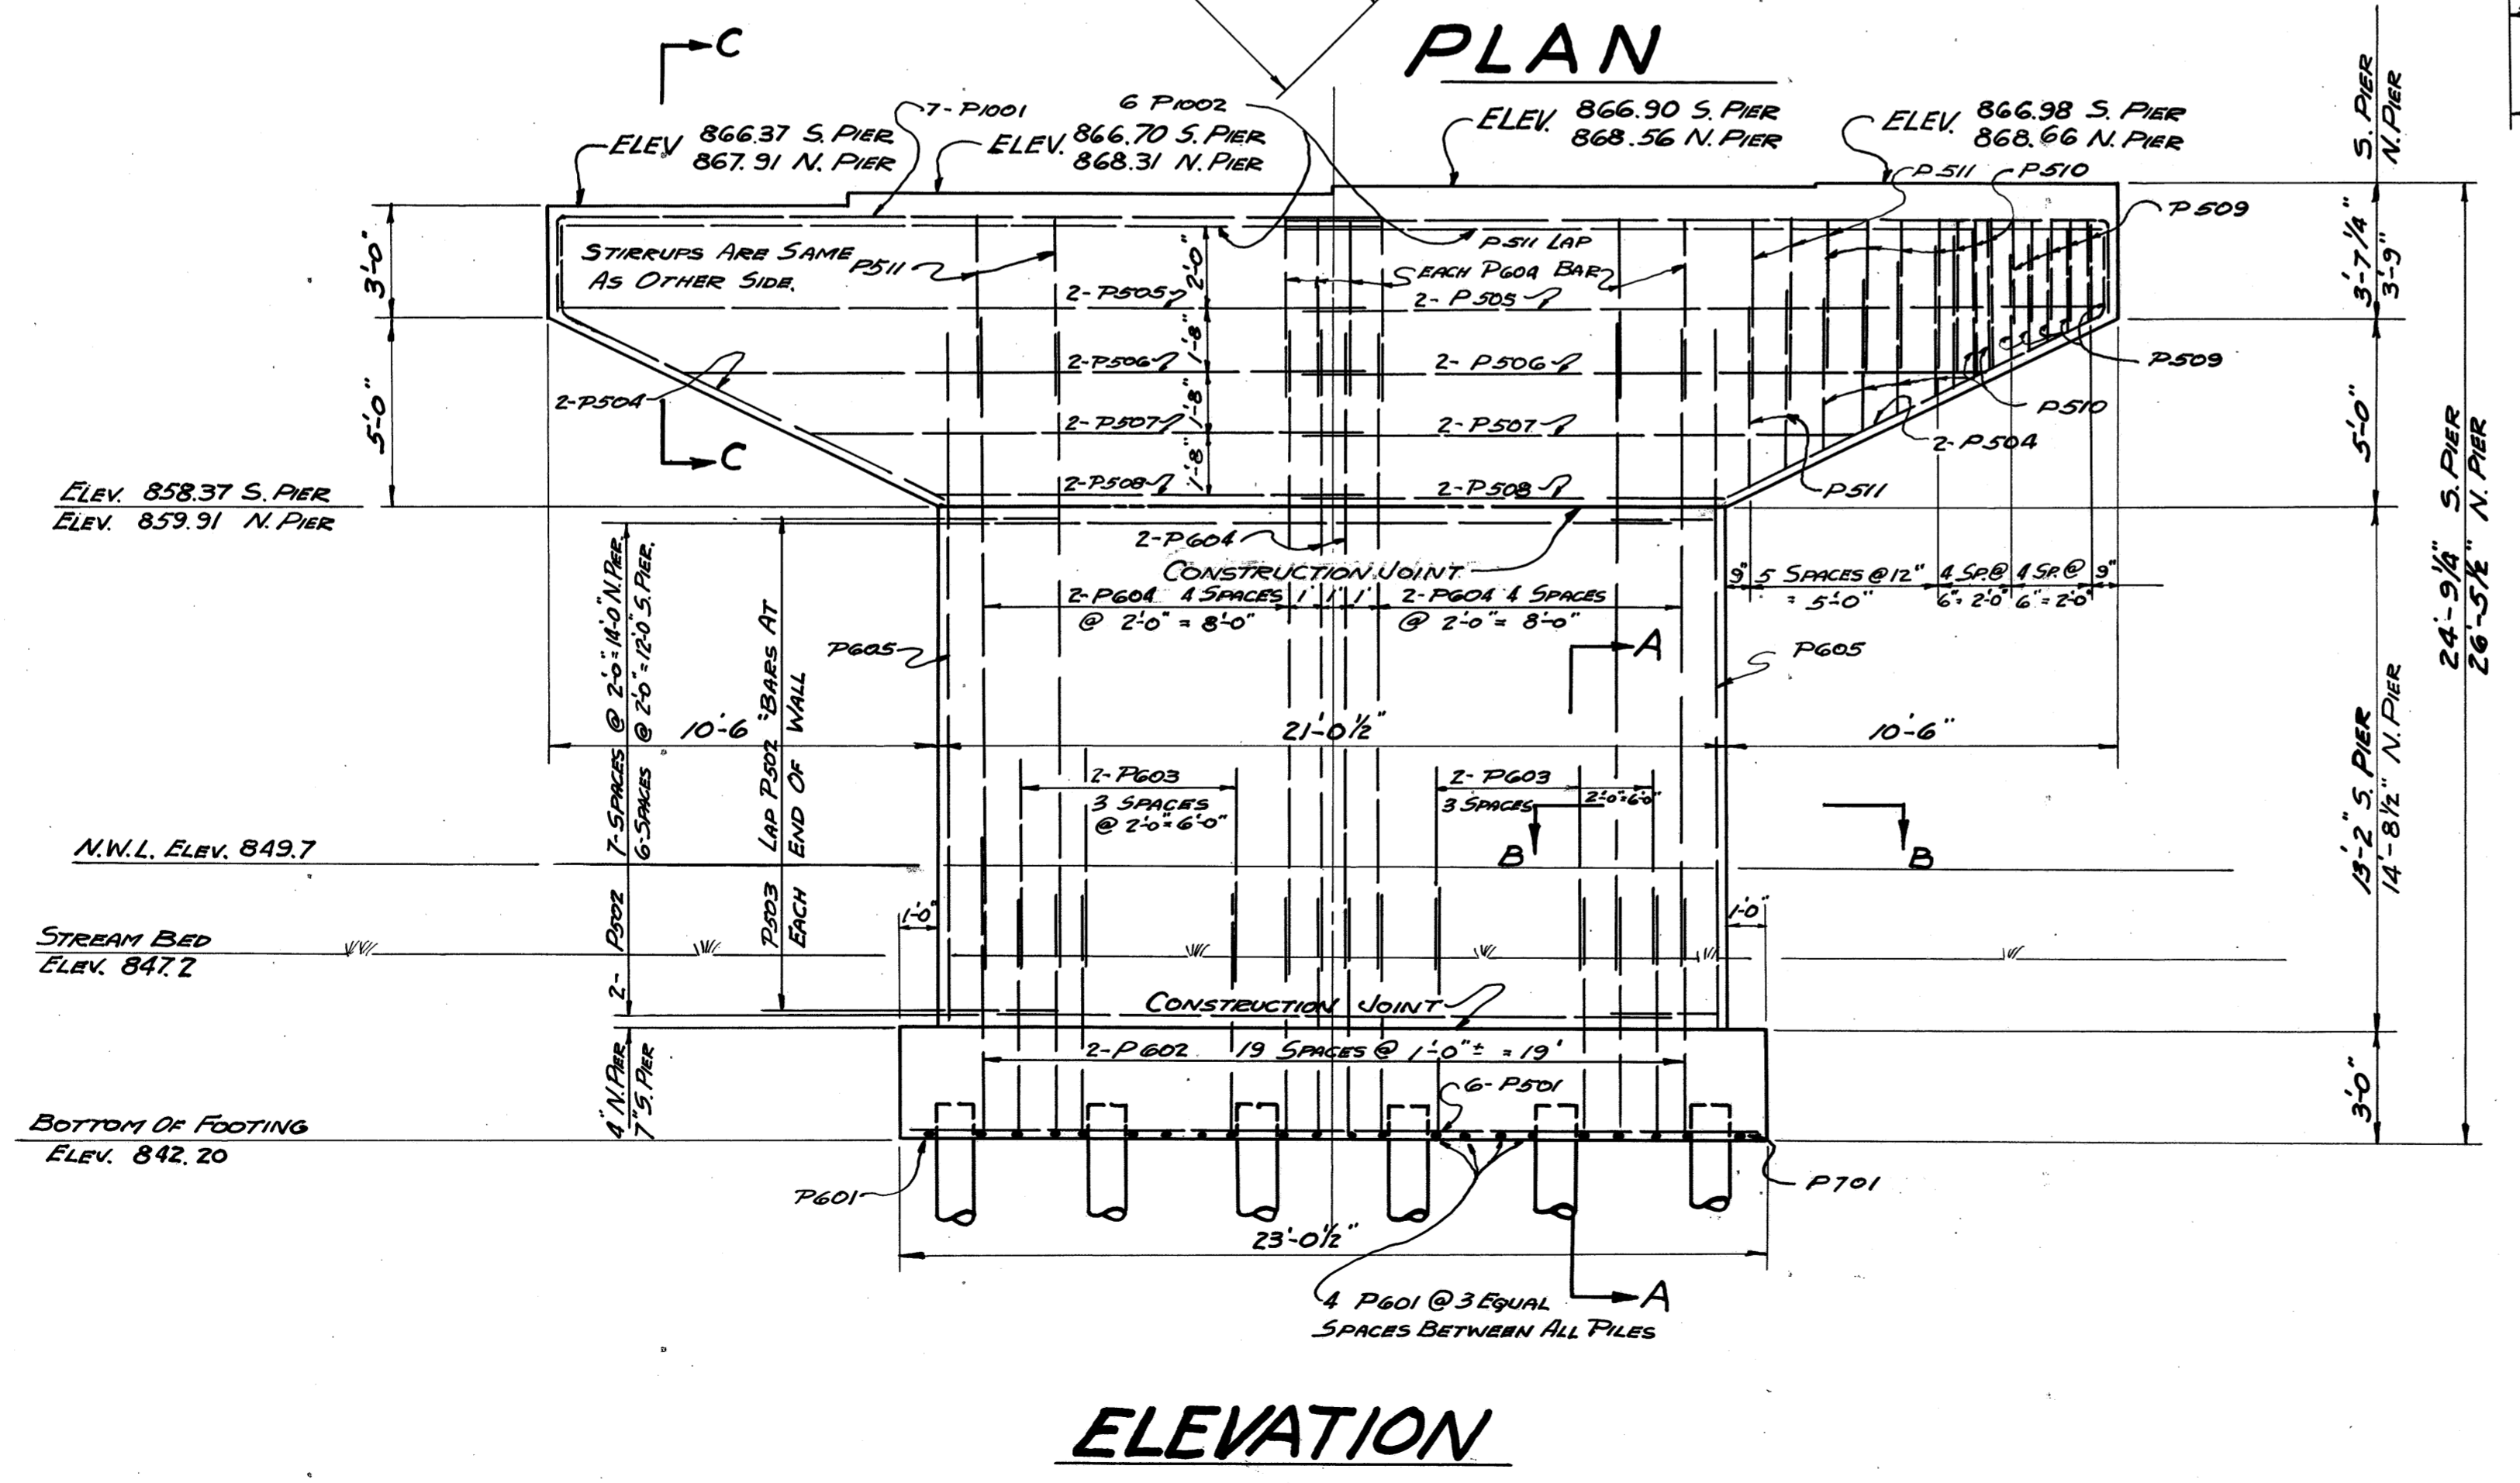 PLAN
C
7-P1001
6 P1002
ELEV 866.37 S. PIER
867.91 N. PIER
ELEV. 866.70 S. PIER
868.31 N. PIER
ELEV. 866.90 S. PIER
868.56 N. PIER
ELEV. 866.98 S. PIER
868.66 N. PIER
S. PIER
N. PIER
P511
P510
P509
3'-0"
STIRRUPS ARE SAME
AS OTHER SIDE.
P511
2'-0"
P511 LAP
EACH P604 BAR
3'-7 1/4"
3'-9"
2-P505
2-P505
1'-8"
2-P506
2-P506
P509
2-P504
5'-0"
1'-8"
P510
5'-0"
2-P507
2-P507
2-P504
C
1'-8"
2-P508
2-P508
P511
ELEV. 858.37 S. PIER
ELEV. 859.91 N. PIER
24'-9 1/4" S. PIER
26'-5 1/2" N. PIER
2-P604
CONSTRUCTION JOINT
2-P604 4 SPACES
@ 2'-0" = 8'-0"
1'
1'
1'
2-P604 4 SPACES
@ 2'-0" = 8'-0"
9"
5 SPACES @ 12"
= 5'-0"
4 SP. @
6" = 2'-0"
4 SP. @
6" = 2'-0"
9"
P605
A
P605
2- P502 7-SPACES @ 2'-0" = 14'-0" N. PIER.
6-SPACES @ 2'-0" = 12'-0" S. PIER.
P503 LAP P502 BARS AT
EACH END OF WALL
10'-6
21'-0 1/2"
10'-6"
2-P603
3 SPACES
@ 2'-0" = 6'-0"
2-P603
3 SPACES
2'-0" = 6'-0"
B
B
13'-2" S. PIER
14'-8 1/2" N. PIER
N.W.L. ELEV. 849.7
1'-0"
1'-0"
STREAM BED
ELEV. 847.2
CONSTRUCTION JOINT
2-P602 19 SPACES @ 1'-0" ± = 19'
6-P501
4" N. PIER
7" S. PIER
3'-0"
BOTTOM OF FOOTING
ELEV. 842.20
P601
P701
23'-0 1/2"
4 P601 @ 3 EQUAL
SPACES BETWEEN ALL PILES
A
ELEVATION